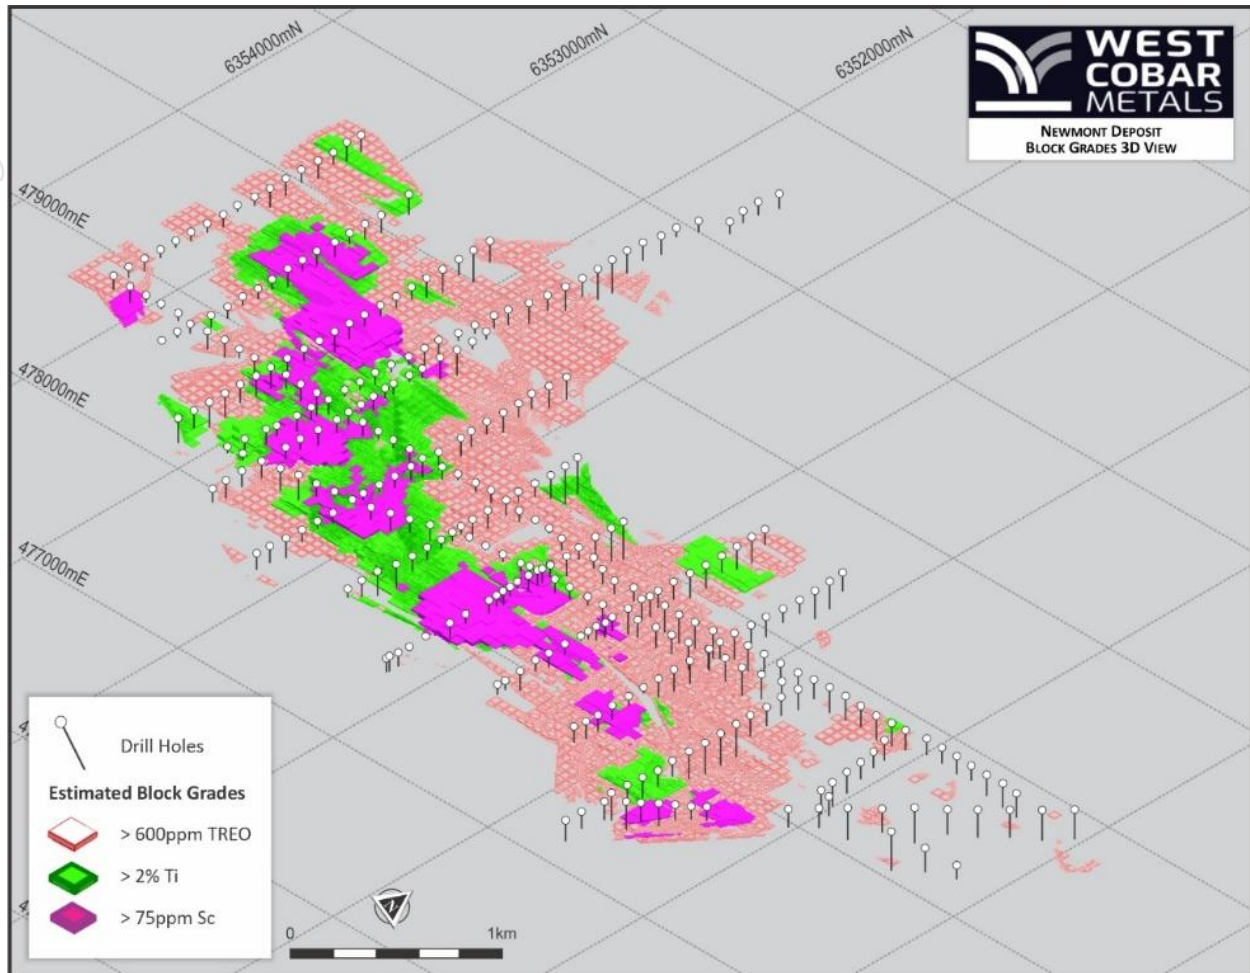 6354000mN
6353000mN
6352000mN
WEST
COBAR
METALS
NEWMONT DEPOSIT
BLOCK GRADES 3D VIEW
479000mE
478000mE
477000mE
Drill Holes
Estimated Block Grades
> 600ppm TREO
> 2% Ti
> 75ppm Sc
N
0
1km